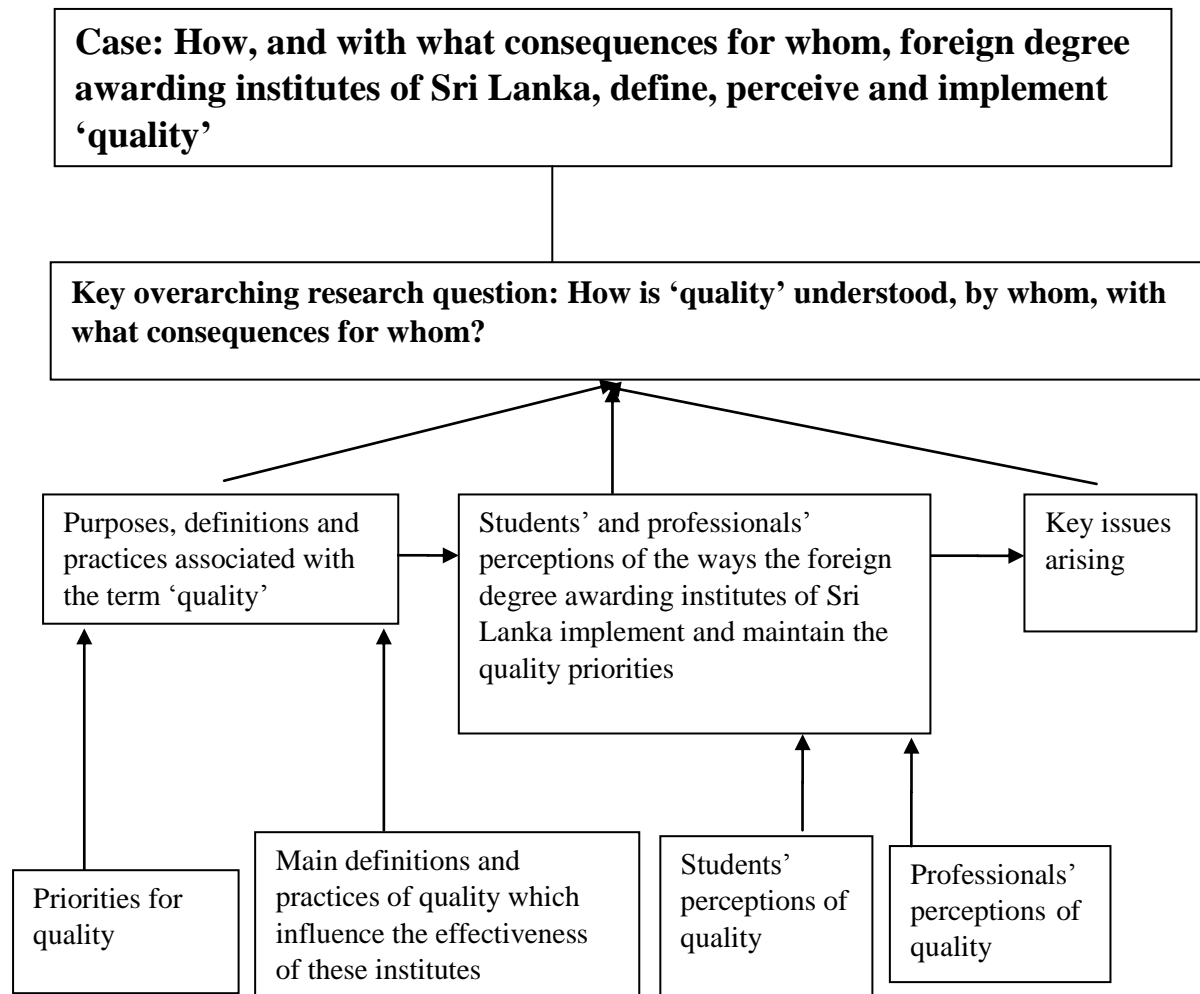 Case: How, and with what consequences for whom, foreign degree
awarding institutes of Sri Lanka, define, perceive and implement
‘quality’
Key overarching research question: How is ‘quality’ understood, by whom, with
what consequences for whom?
Purposes, definitions and
practices associated with
the term ‘quality’
Students’ and professionals’
perceptions of the ways the foreign
degree awarding institutes of Sri
Lanka implement and maintain the
quality priorities
Key issues
arising
Priorities for
quality
Main definitions and
practices of quality which
influence the effectiveness
of these institutes
Students’
perceptions of
quality
Professionals’
perceptions of
quality